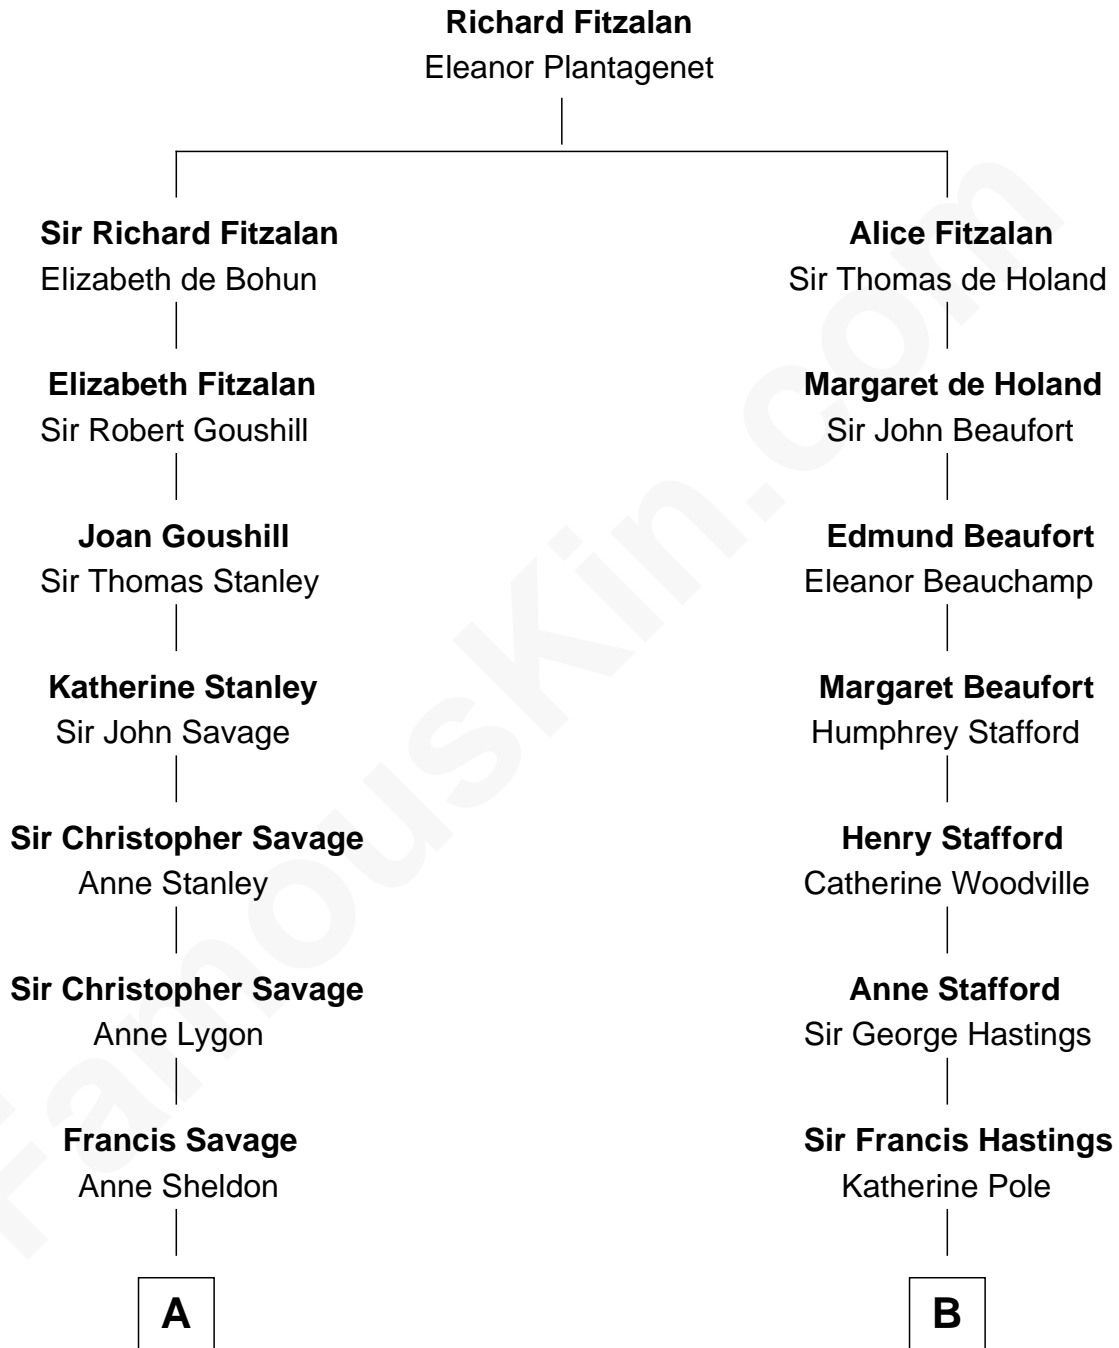 Richard Fitzalan
Eleanor Plantagenet
Sir Richard Fitzalan
Elizabeth de Bohun
Elizabeth Fitzalan
Sir Robert Goushill
Joan Goushill
Sir Thomas Stanley
Katherine Stanley
Sir John Savage
Sir Christopher Savage
Anne Stanley
Sir Christopher Savage
Anne Lygon
Francis Savage
Anne Sheldon
A
Alice Fitzalan
Sir Thomas de Holand
Margaret de Holand
Sir John Beaufort
Edmund Beaufort
Eleanor Beauchamp
Margaret Beaufort
Humphrey Stafford
Henry Stafford
Catherine Woodville
Anne Stafford
Sir George Hastings
Sir Francis Hastings
Katherine Pole
B
FamousKin.com